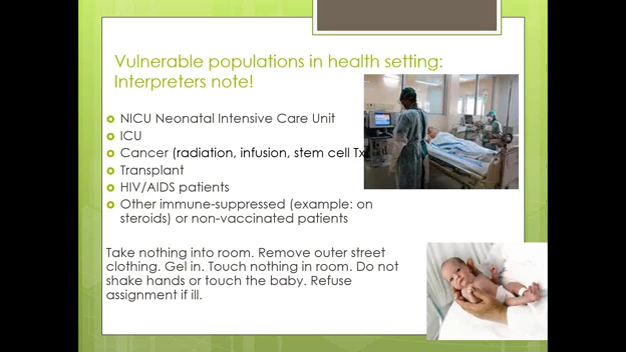 Vulnerable populations in health setting:
Interpreters note!
NICU Neonatal Intensive Care Unit
ICU
Cancer (radiation, infusion, stem cell Tx
Transplant
HIV/AIDS patients
Other immune-suppressed (example: on
steroids) or non-vaccinated patients
Take nothing into room. Remove outer street
clothing. Gel in. Touch nothing in room. Do not
shake hands or touch the baby. Refuse
assignment if ill.